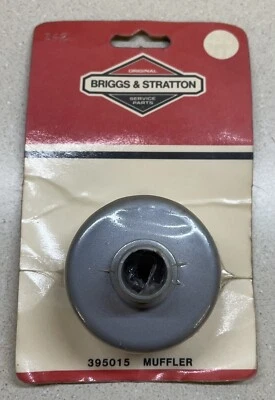 ORIGINAL
BRIGGS & STRATTON
SERVICE
PARTS
395015 MUFFLER